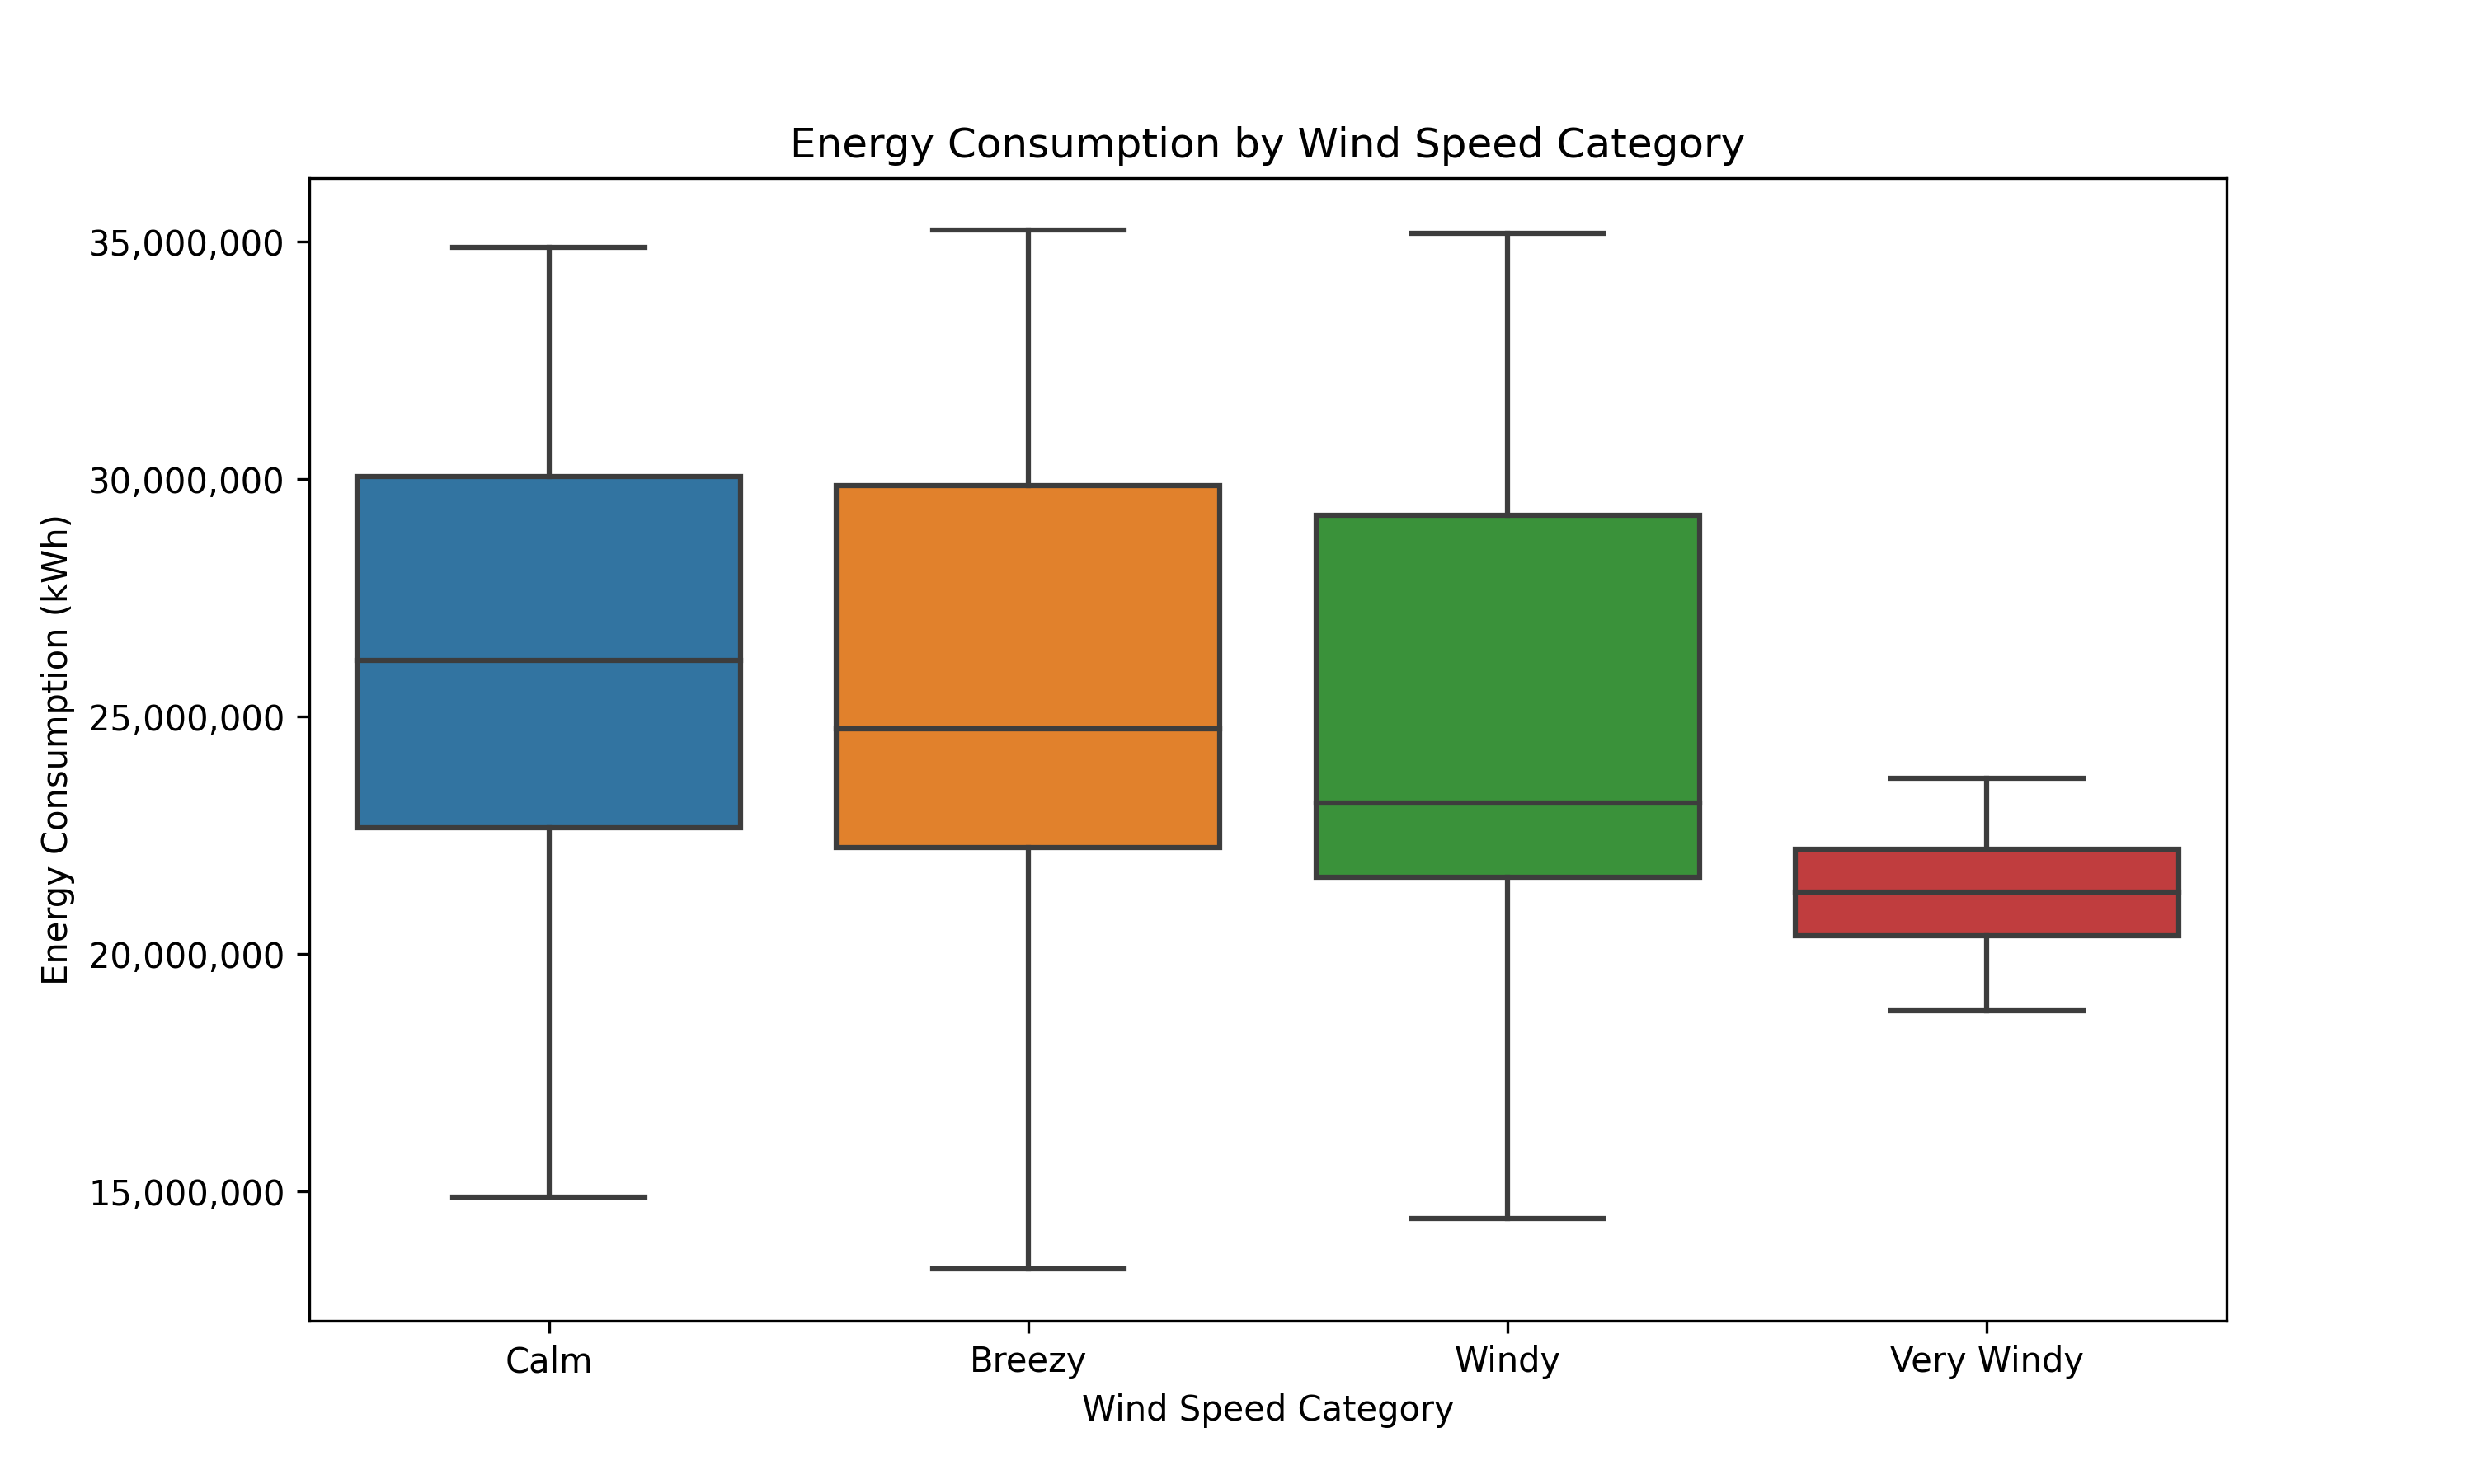 Energy Consumption by Wind Speed Category
Energy Consumption (kWh)
35,000,000
30,000,000
25,000,000
20,000,000
15,000,000
Calm
Breezy
Windy
Very Windy
Wind Speed Category